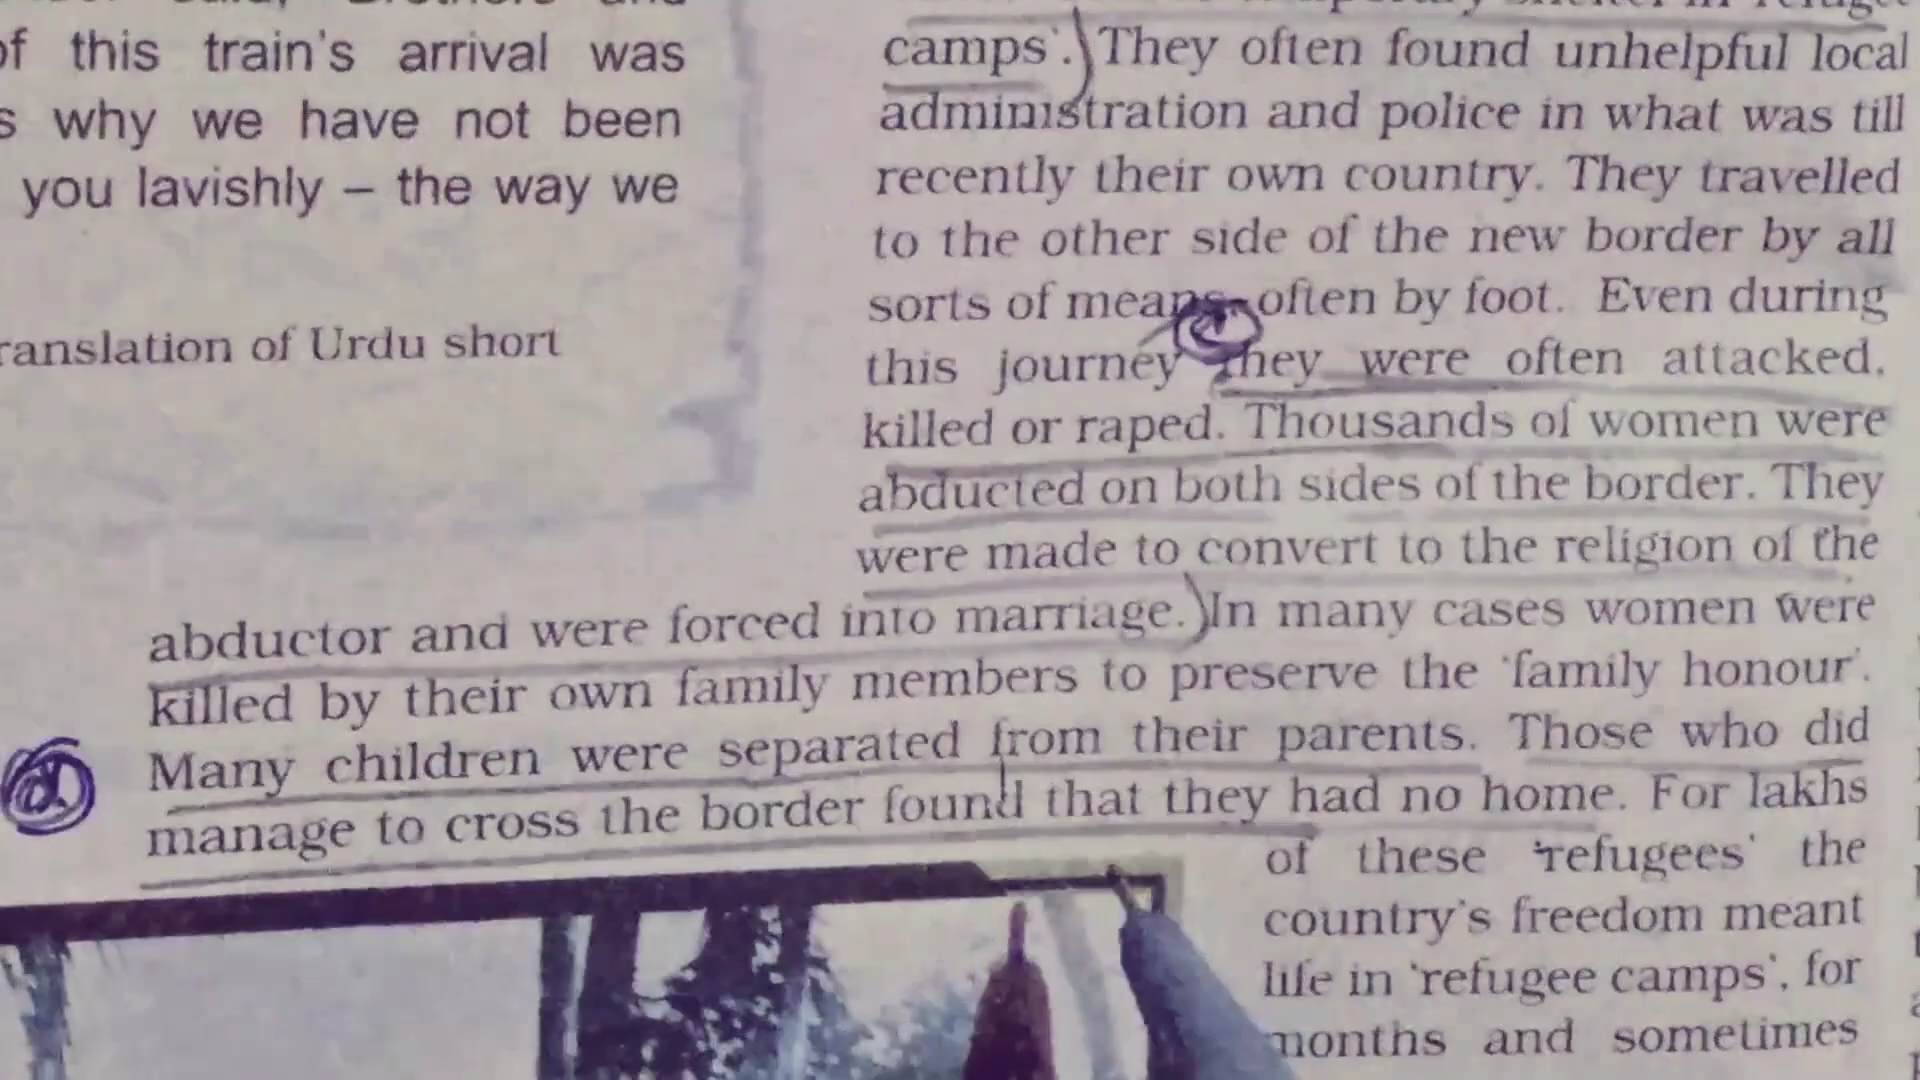 of this train's arrival was
why we have not been
you lavishly – the way we
translation of Urdu short
camps'. They often found unhelpful local
administration and police in what was till
recently their own country. They travelled
to the other side of the new border by all
sorts of means, often by foot. Even during
this journey they were often attacked,
killed or raped. Thousands of women were
abducted on both sides of the border. They
were made to convert to the religion of the
abductor and were forced into marriage. In many cases women were
killed by their own family members to preserve the 'family honour'.
Many children were separated from their parents. Those who did
manage to cross the border found that they had no home. For lakhs
of these 'refugees' the
country's freedom meant
life in 'refugee camps', for
months and sometimes